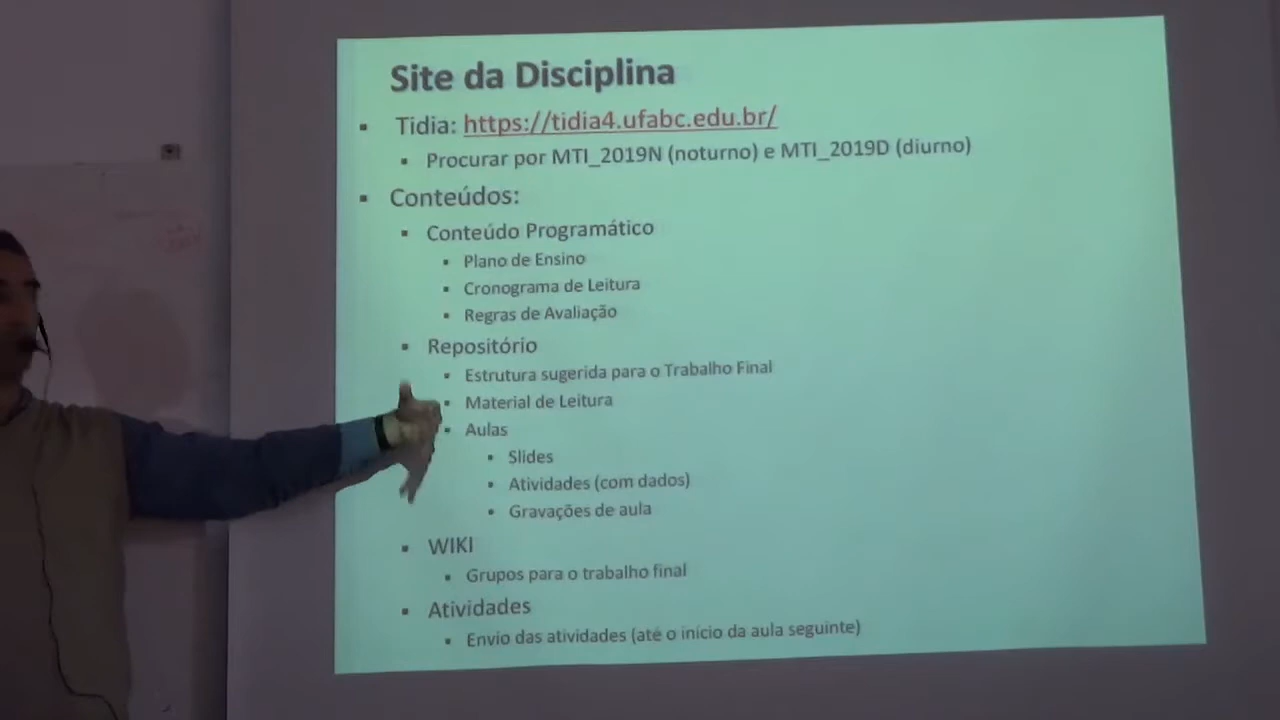 Site da Disciplina
Tidia: https://tidia4.ufabc.edu.br/
Procurar por MTI_2019N (noturno) e MTI_2019D (diurno)
Conteúdos:
Conteúdo Programático
Plano de Ensino
Cronograma de Leitura
Regras de Avaliação
Repositório
Estrutura sugerida para o Trabalho Final
Material de Leitura
Aulas
Slides
Atividades (com dados)
Gravações de aula
WIKI
Grupos para o trabalho final
Atividades
Envio das atividades (até o início da aula seguinte)